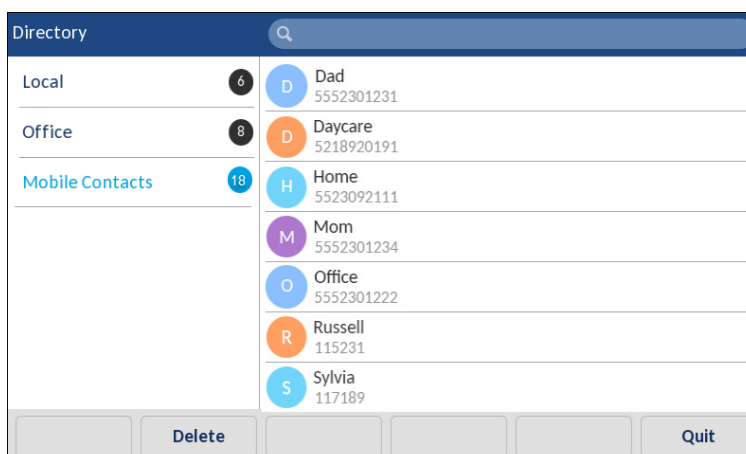 Directory
Local 6
Office 8
Mobile Contacts 18
D Dad
5552301231
D Daycare
5218920191
H Home
5523092111
M Mom
5552301234
O Office
5552301222
R Russell
115231
S Sylvia
117189
Delete Quit